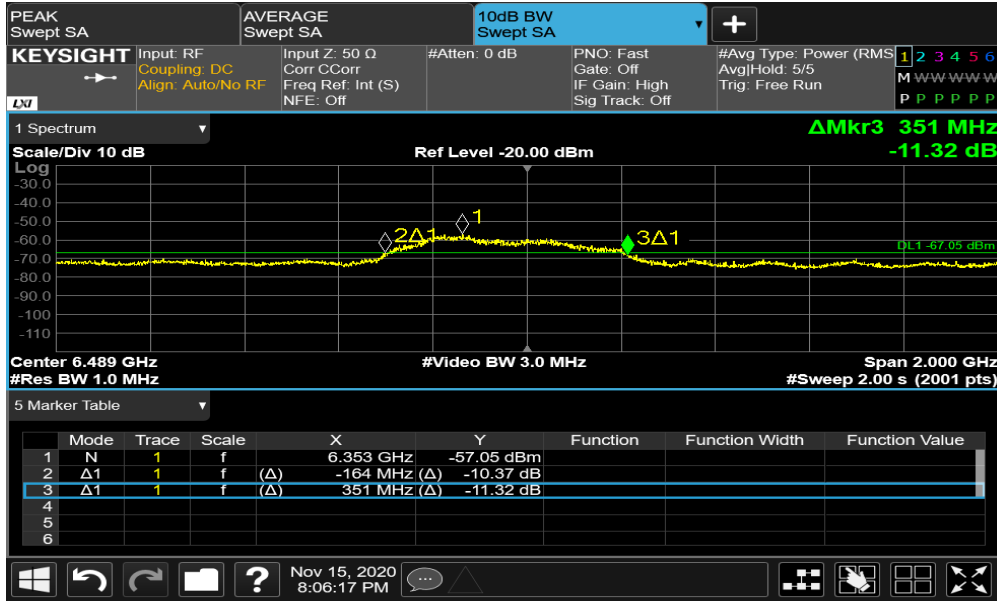 PEAK
Swept SA
AVERAGE
Swept SA
10dB BW
Swept SA
KEYSIGHT
LXI
Input: RF
Coupling: DC
Align: Auto/No RF
Input Z: 50 Ω
Corr CCorr
Freq Ref: Int (S)
NFE: Off
#Atten: 0 dB
PNO: Fast
Gate: Off
IF Gain: High
Sig Track: Off
#Avg Type: Power (RMS
Avg|Hold: 5/5
Trig: Free Run
1 2 3 4 5 6
M W W W W W
P P P P P P
1 Spectrum
ΔMkr3 351 MHz
Scale/Div 10 dB
Ref Level -20.00 dBm
-11.32 dB
Log
-30.0
-40.0
-50.0
-60.0
-70.0
-80.0
-90.0
-100
-110
1
2Δ1
3Δ1
DL1 -67.05 dBm
Center 6.489 GHz
#Video BW 3.0 MHz
Span 2.000 GHz
#Res BW 1.0 MHz
#Sweep 2.00 s (2001 pts)
5 Marker Table
Mode Trace Scale X Y Function Function Width Function Value
1 N 1 f 6.353 GHz -57.05 dBm
2 Δ1 1 f (Δ) -164 MHz (Δ) -10.37 dB
3 Δ1 1 f (Δ) 351 MHz (Δ) -11.32 dB
4
5
6
?
Nov 15, 2020
8:06:17 PM